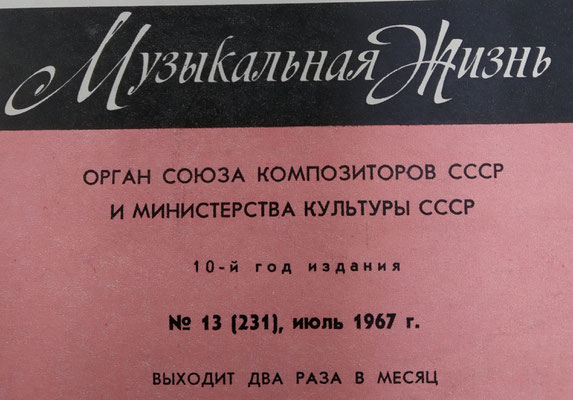 Музыкальная Жизнь
ОРГАН СОЮЗА КОМПОЗИТОРОВ СССР
И МИНИСТЕРСТВА КУЛЬТУРЫ СССР
10-й год издания
№ 13 (231), июль 1967 г.
ВЫХОДИТ ДВА РАЗА В МЕСЯЦ